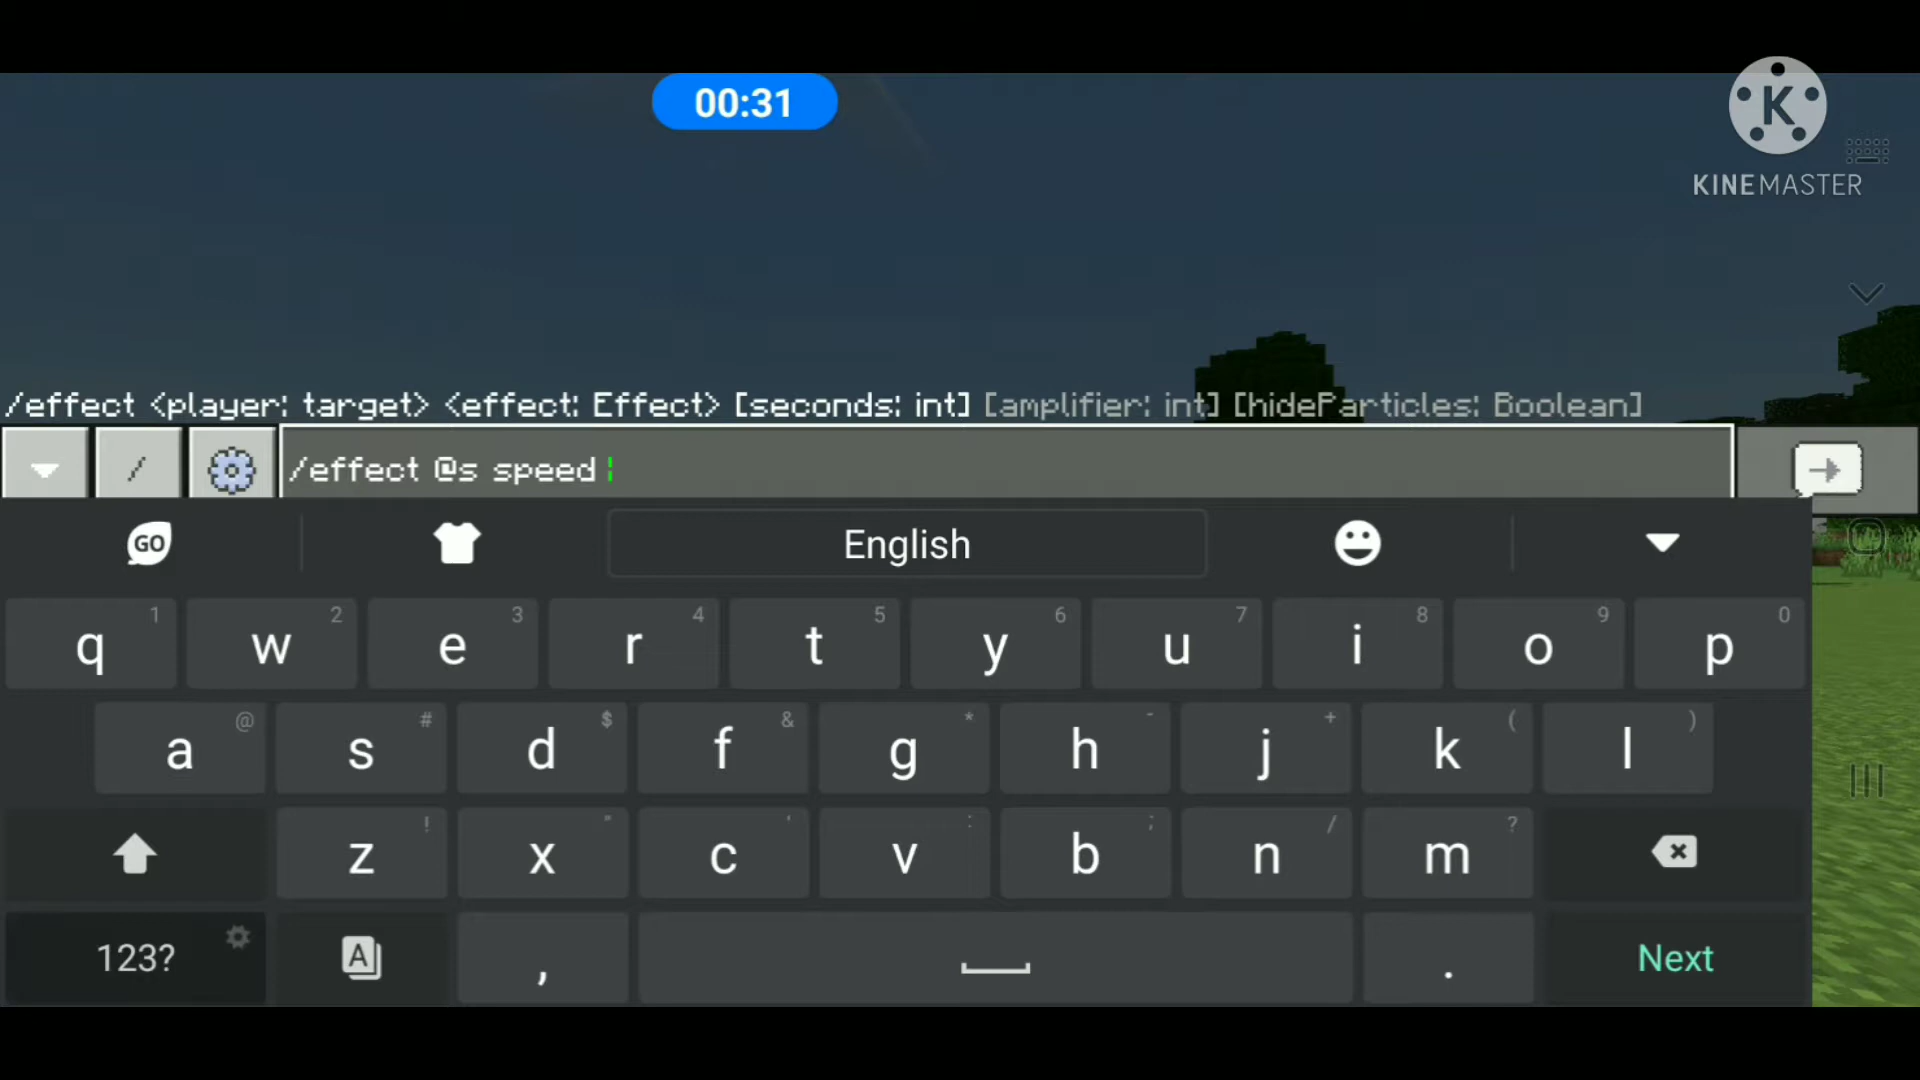 00:31
K
KINEMASTER
/effect <player: target> <effect: Effect> [seconds: int] [amplifier: int] [hideParticles: Boolean]
/ /effect @s speed
GO English
q 1 w 2 e 3 r 4 t 5 y 6 u 7 i 8 o 9 p 0
a @ s # d $ f & g * h - j + k ( l )
z ! x " c ' v : b ; n / m ?
123? A , . Next